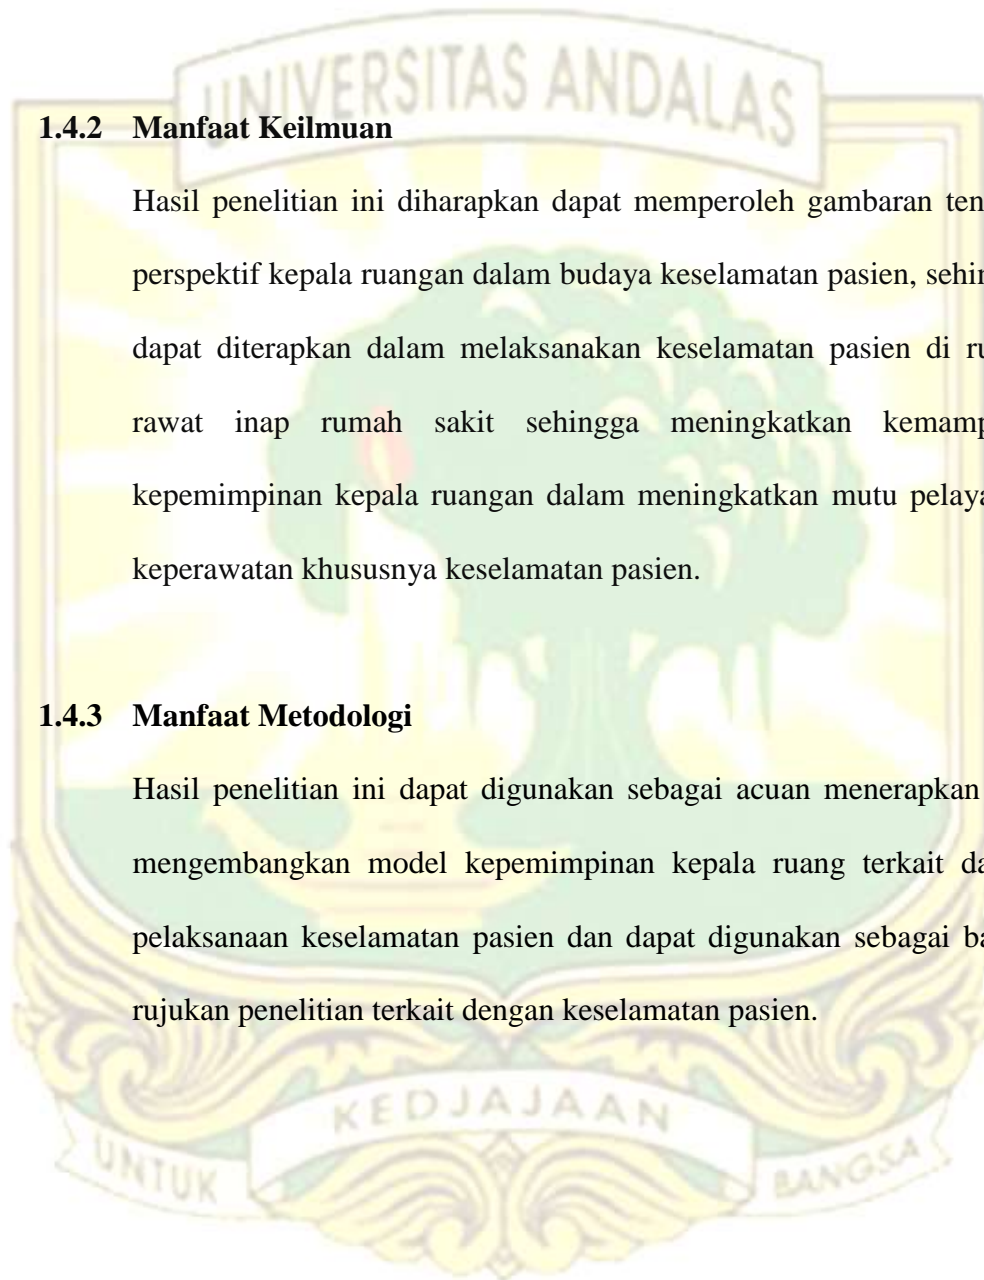 UNIVERSITAS ANDALAS
1.4.2 Manfaat Keilmuan
Hasil penelitian ini diharapkan dapat memperoleh gambaran ten
perspektif kepala ruangan dalam budaya keselamatan pasien, sehin
dapat diterapkan dalam melaksanakan keselamatan pasien di ru
rawat inap rumah sakit sehingga meningkatkan kemamp
kepemimpinan kepala ruangan dalam meningkatkan mutu pelaya
keperawatan khususnya keselamatan pasien.
1.4.3 Manfaat Metodologi
Hasil penelitian ini dapat digunakan sebagai acuan menerapkan
mengembangkan model kepemimpinan kepala ruang terkait da
pelaksanaan keselamatan pasien dan dapat digunakan sebagai ba
rujukan penelitian terkait dengan keselamatan pasien.
UNTUK KEDJAJAAN BANGSA